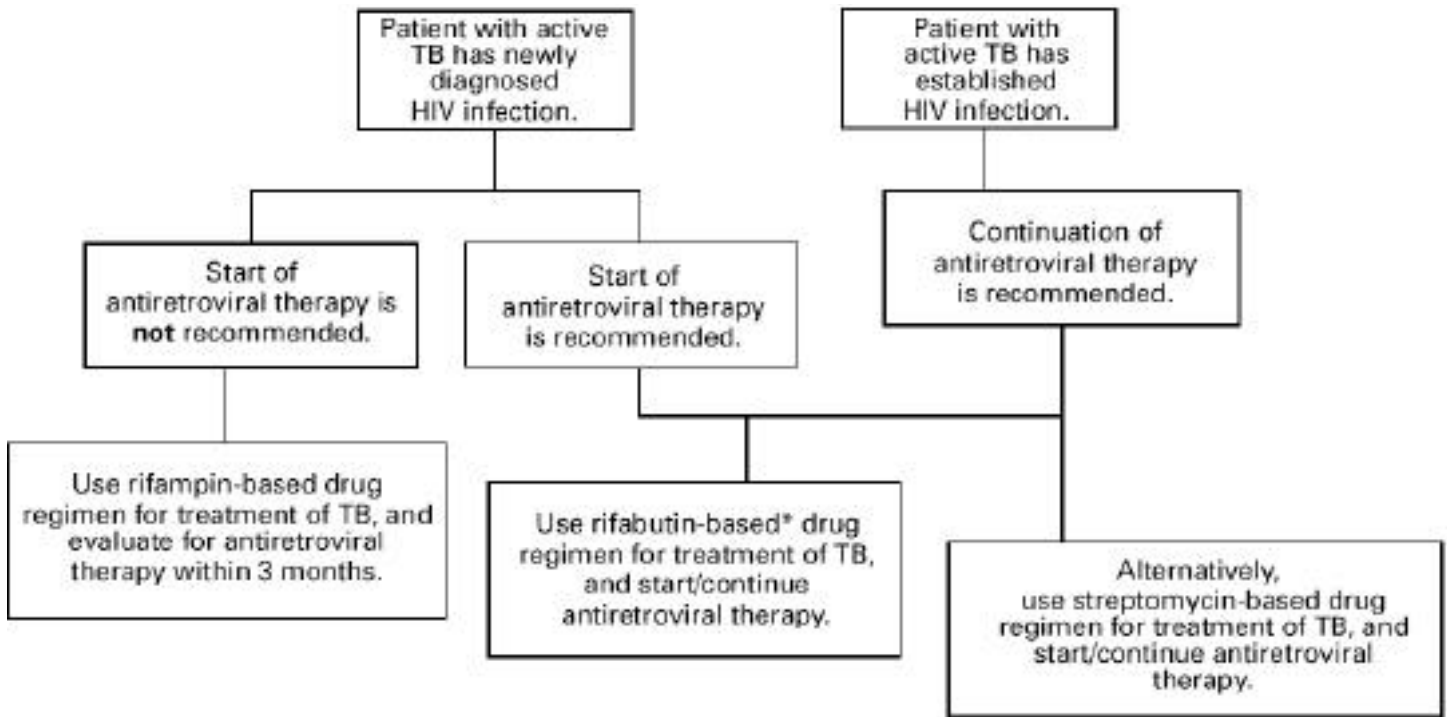 Patient with active
TB has newly
diagnosed
HIV infection.
Patient with
active TB has
established
HIV infection.
Start of
antiretroviral therapy is
not recommended.
Start of
antiretroviral therapy
is recommended.
Continuation of
antiretroviral therapy
is recommended.
Use rifampin-based drug
regimen for treatment of TB, and
evaluate for antiretroviral
therapy within 3 months.
Use rifabutin-based* drug
regimen for treatment of TB,
and start/continue
antiretroviral therapy.
Alternatively,
use streptomycin-based drug
regimen for treatment of TB, and
start/continue antiretroviral
therapy.